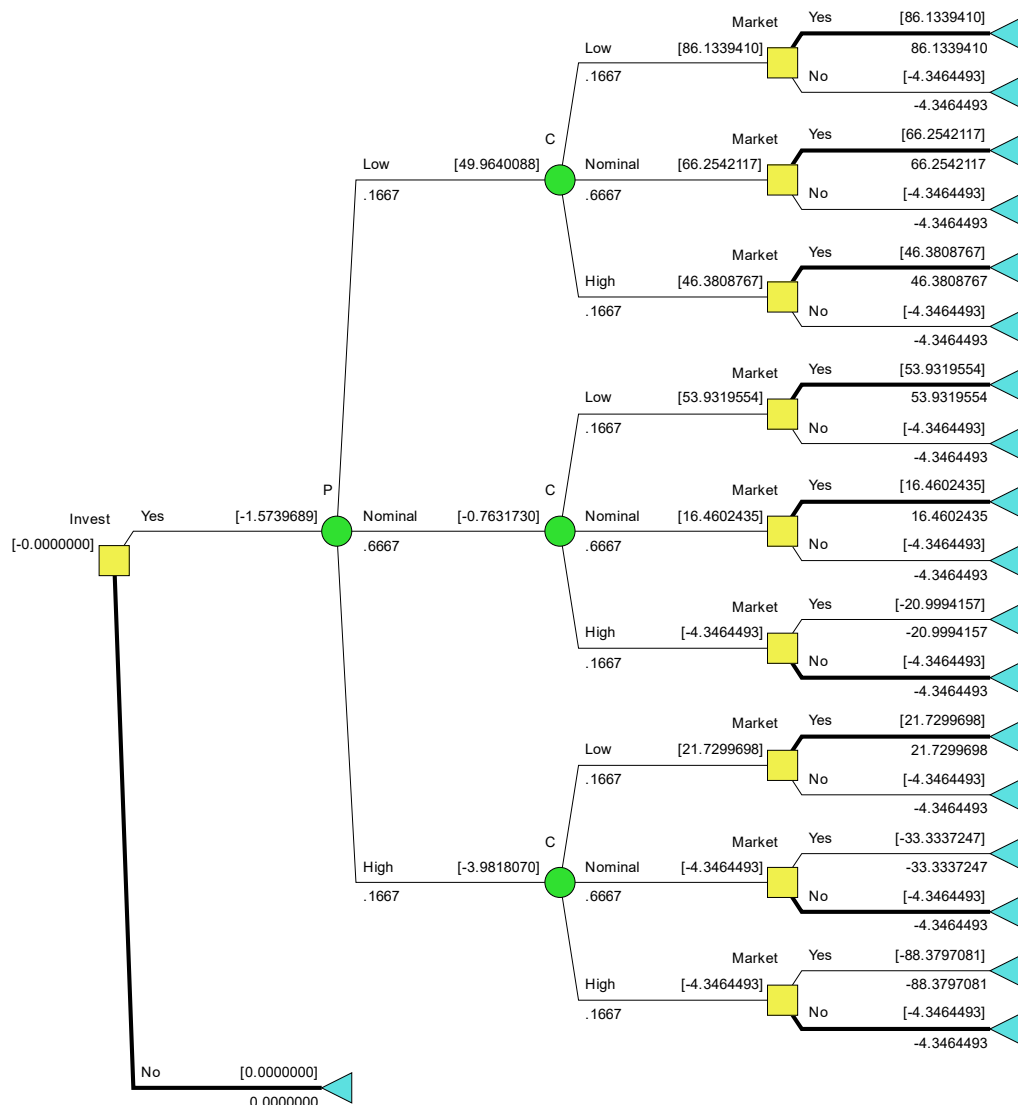 Market Yes [86.1339410]
Low [86.1339410] 86.1339410
.1667 No [-4.3464493]
-4.3464493
Market Yes [66.2542117]
C
Low [49.9640088] Nominal [66.2542117] 66.2542117
.1667 .6667 No [-4.3464493]
-4.3464493
Market Yes [46.3808767]
High [46.3808767] 46.3808767
.1667 No [-4.3464493]
-4.3464493
Market Yes [53.9319554]
Low [53.9319554] 53.9319554
.1667 No [-4.3464493]
-4.3464493
Market Yes [16.4602435]
P C
Invest Yes [-1.5739689] Nominal [-0.7631730] Nominal [16.4602435] 16.4602435
[-0.0000000] .6667 .6667 No [-4.3464493]
-4.3464493
Market Yes [-20.9994157]
High [-4.3464493] -20.9994157
.1667 No [-4.3464493]
-4.3464493
Market Yes [21.7299698]
Low [21.7299698] 21.7299698
.1667 No [-4.3464493]
-4.3464493
Market Yes [-33.3337247]
C
High [-3.9818070] Nominal [-4.3464493] -33.3337247
.1667 .6667 No [-4.3464493]
-4.3464493
Market Yes [-88.3797081]
High [-4.3464493] -88.3797081
.1667 No [-4.3464493]
-4.3464493
No [0.0000000]
0.0000000